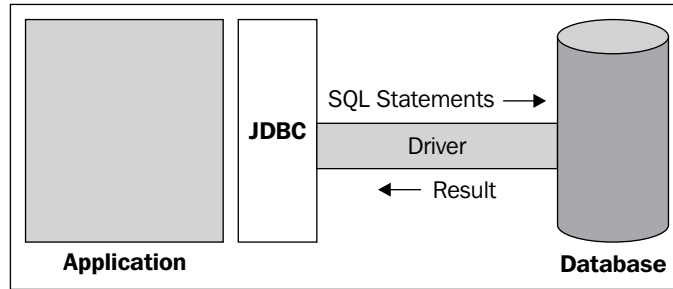 SQL Statements
JDBC
Driver
Result
Application
Database